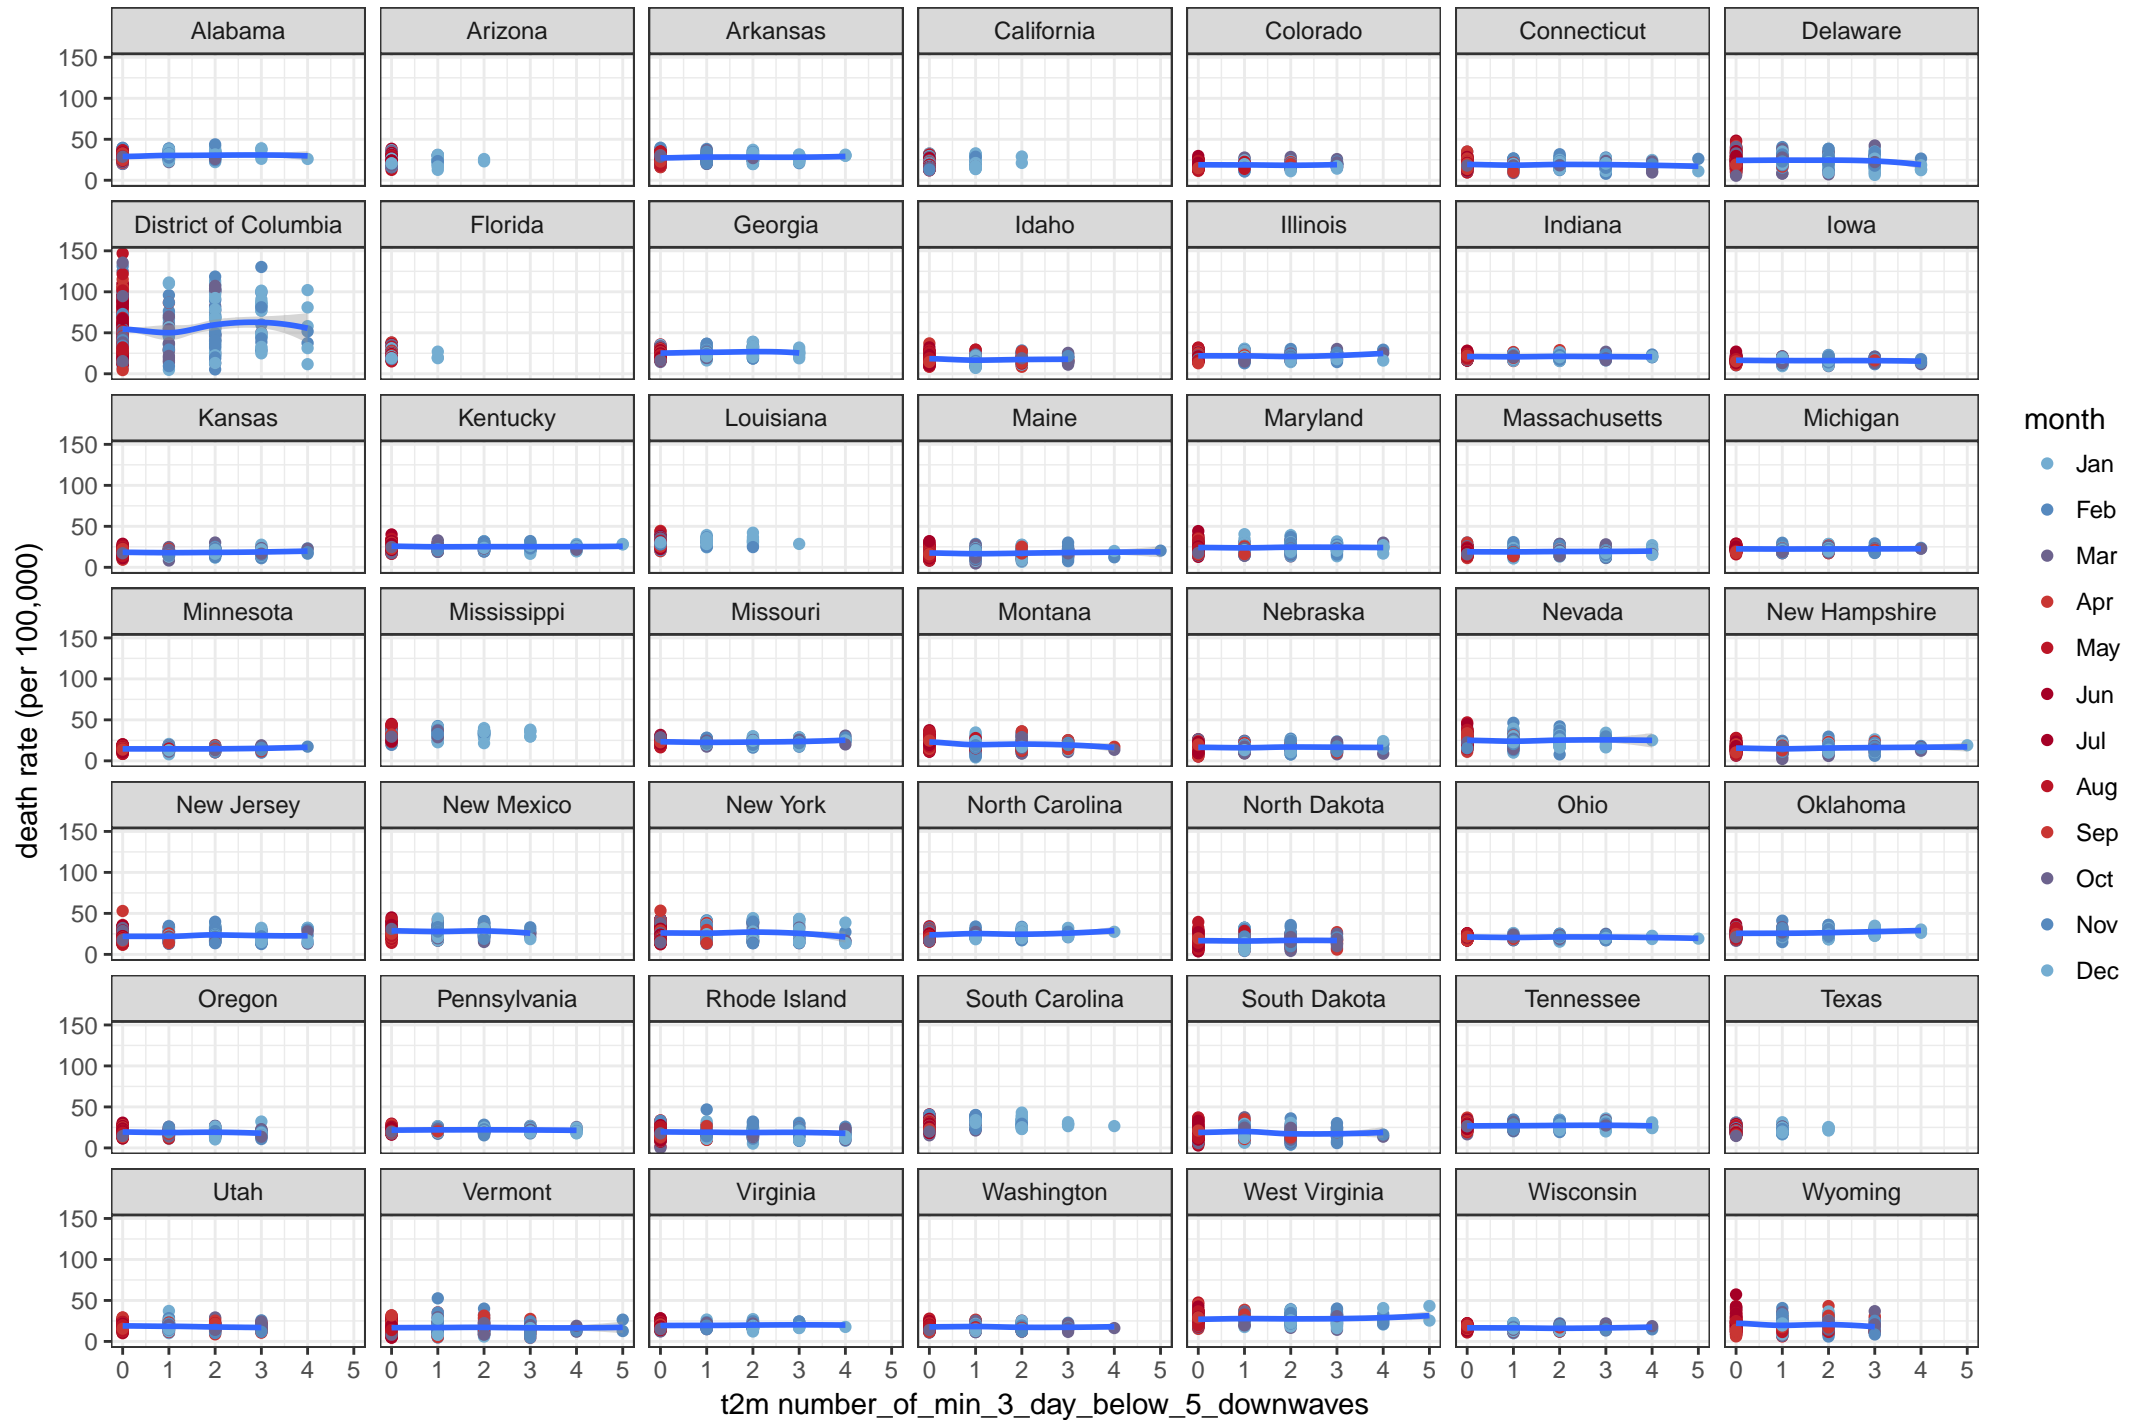 Alabama Arizona Arkansas California Colorado Connecticut Delaware
150
100
50
0
District of Columbia Florida Georgia Idaho Illinois Indiana Iowa
150
100
50
0
Kansas Kentucky Louisiana Maine Maryland Massachusetts Michigan
150
100
50
0
Minnesota Mississippi Missouri Montana Nebraska Nevada New Hampshire
150
100
50
0
New Jersey New Mexico New York North Carolina North Dakota Ohio Oklahoma
150
100
50
0
Oregon Pennsylvania Rhode Island South Carolina South Dakota Tennessee Texas
150
100
50
0
Utah Vermont Virginia Washington West Virginia Wisconsin Wyoming
150
100
50
0
0 1 2 3 4 5 0 1 2 3 4 5 0 1 2 3 4 5 0 1 2 3 4 5 0 1 2 3 4 5 0 1 2 3 4 5 0 1 2 3 4 5
t2m number_of_min_3_day_below_5_downwaves
death rate (per 100,000)
month
Jan
Feb
Mar
Apr
May
Jun
Jul
Aug
Sep
Oct
Nov
Dec